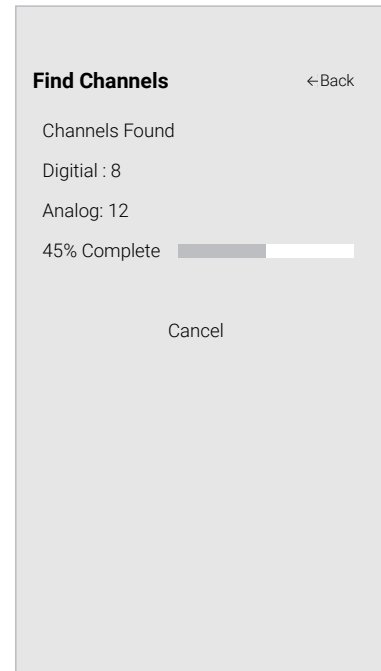 Find Channels ←Back
Channels Found
Digitial : 8
Analog: 12
45% Complete
Cancel